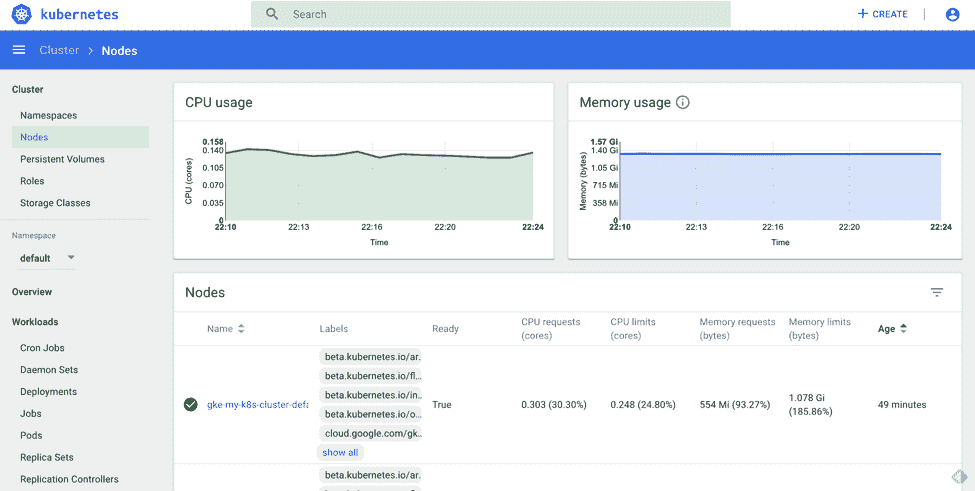 kubernetes
Search
+ CREATE
Cluster > Nodes
Cluster
Namespaces
Nodes
Persistent Volumes
Roles
Storage Classes
Namespace
default
Overview
Workloads
Cron Jobs
Daemon Sets
Deployments
Jobs
Pods
Replica Sets
Replication Controllers
CPU usage
CPU (cores)
0.158
0.140
0.105
0.070
0.035
0
22:10 22:13 22:16 22:20 22:24
Time
Memory usage
Memory (bytes)
1.57 Gi
1.40 Gi
1.05 Gi
715 Mi
358 Mi
0
22:10 22:13 22:16 22:20 22:24
Time
Nodes
Name Labels Ready CPU requests (cores) CPU limits (cores) Memory requests (bytes) Memory limits (bytes) Age
beta.kubernetes.io/ar..
beta.kubernetes.io/fl...
beta.kubernetes.io/in..
beta.kubernetes.io/o...
cloud.google.com/gk..
show all
gke-my-k8s-cluster-defa True 0.303 (30.30%) 0.248 (24.80%) 554 Mi (93.27%) 1.078 Gi (185.86%) 49 minutes
beta.kubernetes.io/ar..